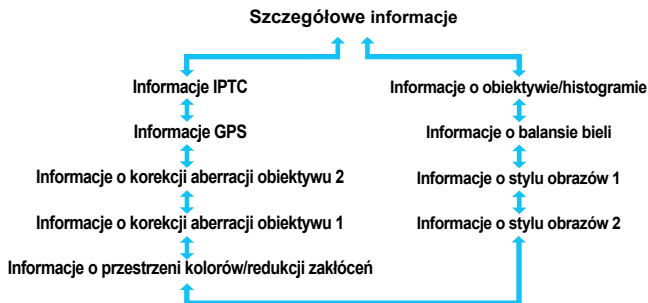 Szczegółowe informacje
Informacje IPTC
Informacje o obiektywie/histogramie
Informacje GPS
Informacje o balansie bieli
Informacje o korekcji aberracji obiektywu 2
Informacje o stylu obrazów 1
Informacje o korekcji aberracji obiektywu 1
Informacje o stylu obrazów 2
Informacje o przestrzeni kolorów/redukcji zakłóceń